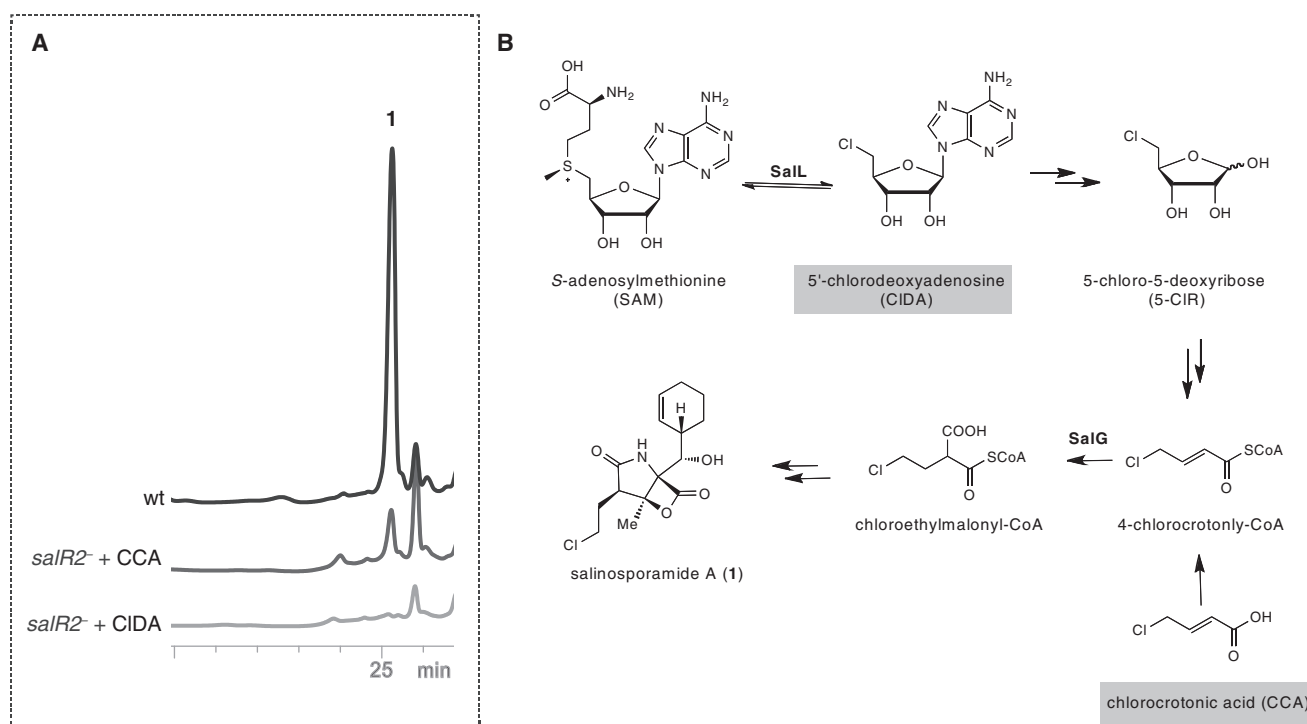 A
1
wt
salR2– + CCA
salR2– + ClDA
25 min
B
OH
O
NH2
S
+
O
OH OH
NH2
N
N
N
N
S-adenosylmethionine
(SAM)
SalL
Cl
O
OH OH
NH2
N
N
N
N
5'-chlorodeoxyadenosine
(ClDA)
Cl
O
OH
OH OH
5-chloro-5-deoxyribose
(5-ClR)
Cl
SCoA
O
4-chlorocrotonly-CoA
SalG
COOH
Cl
SCoA
O
chloroethylmalonyl-CoA
H
H
N
O
OH
O
O
Me
Cl
salinosporamide A (1)
Cl
OH
O
chlorocrotonic acid (CCA)